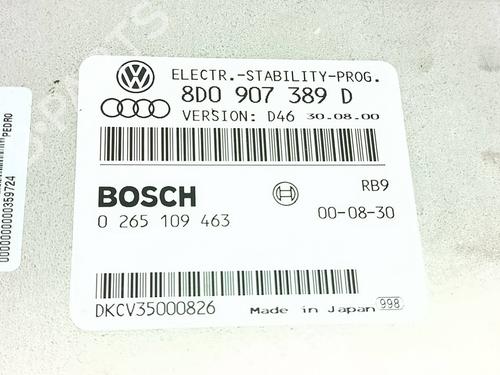 ELECTR.-STABILITY-PROG.
8D0 907 389 D
VERSION: D46 30.08.00
BOSCH
RB9
0 265 109 463
00-08-30
DKCV35000826
Made in Japan
998
PEDRO
0000000000359724